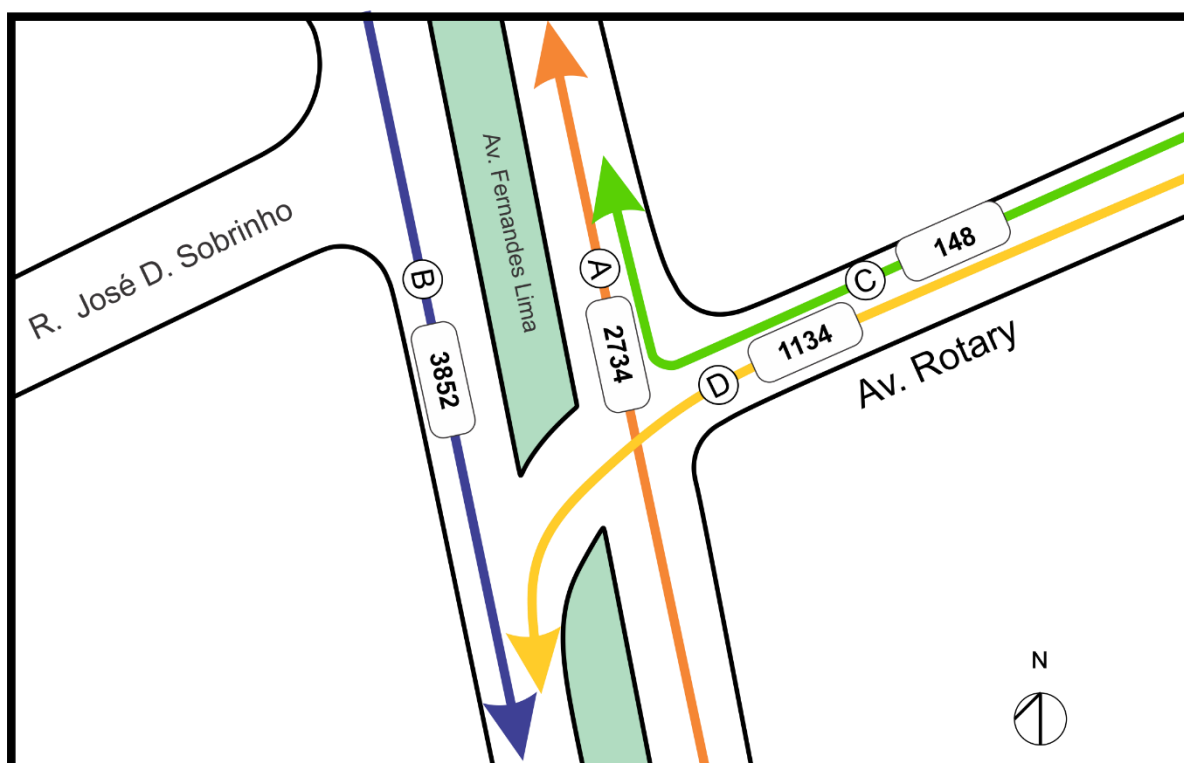 R. José D. Sobrinho
Av. Fernandes Lima
B
3852
A
2734
C
148
D
1134
Av. Rotary
N